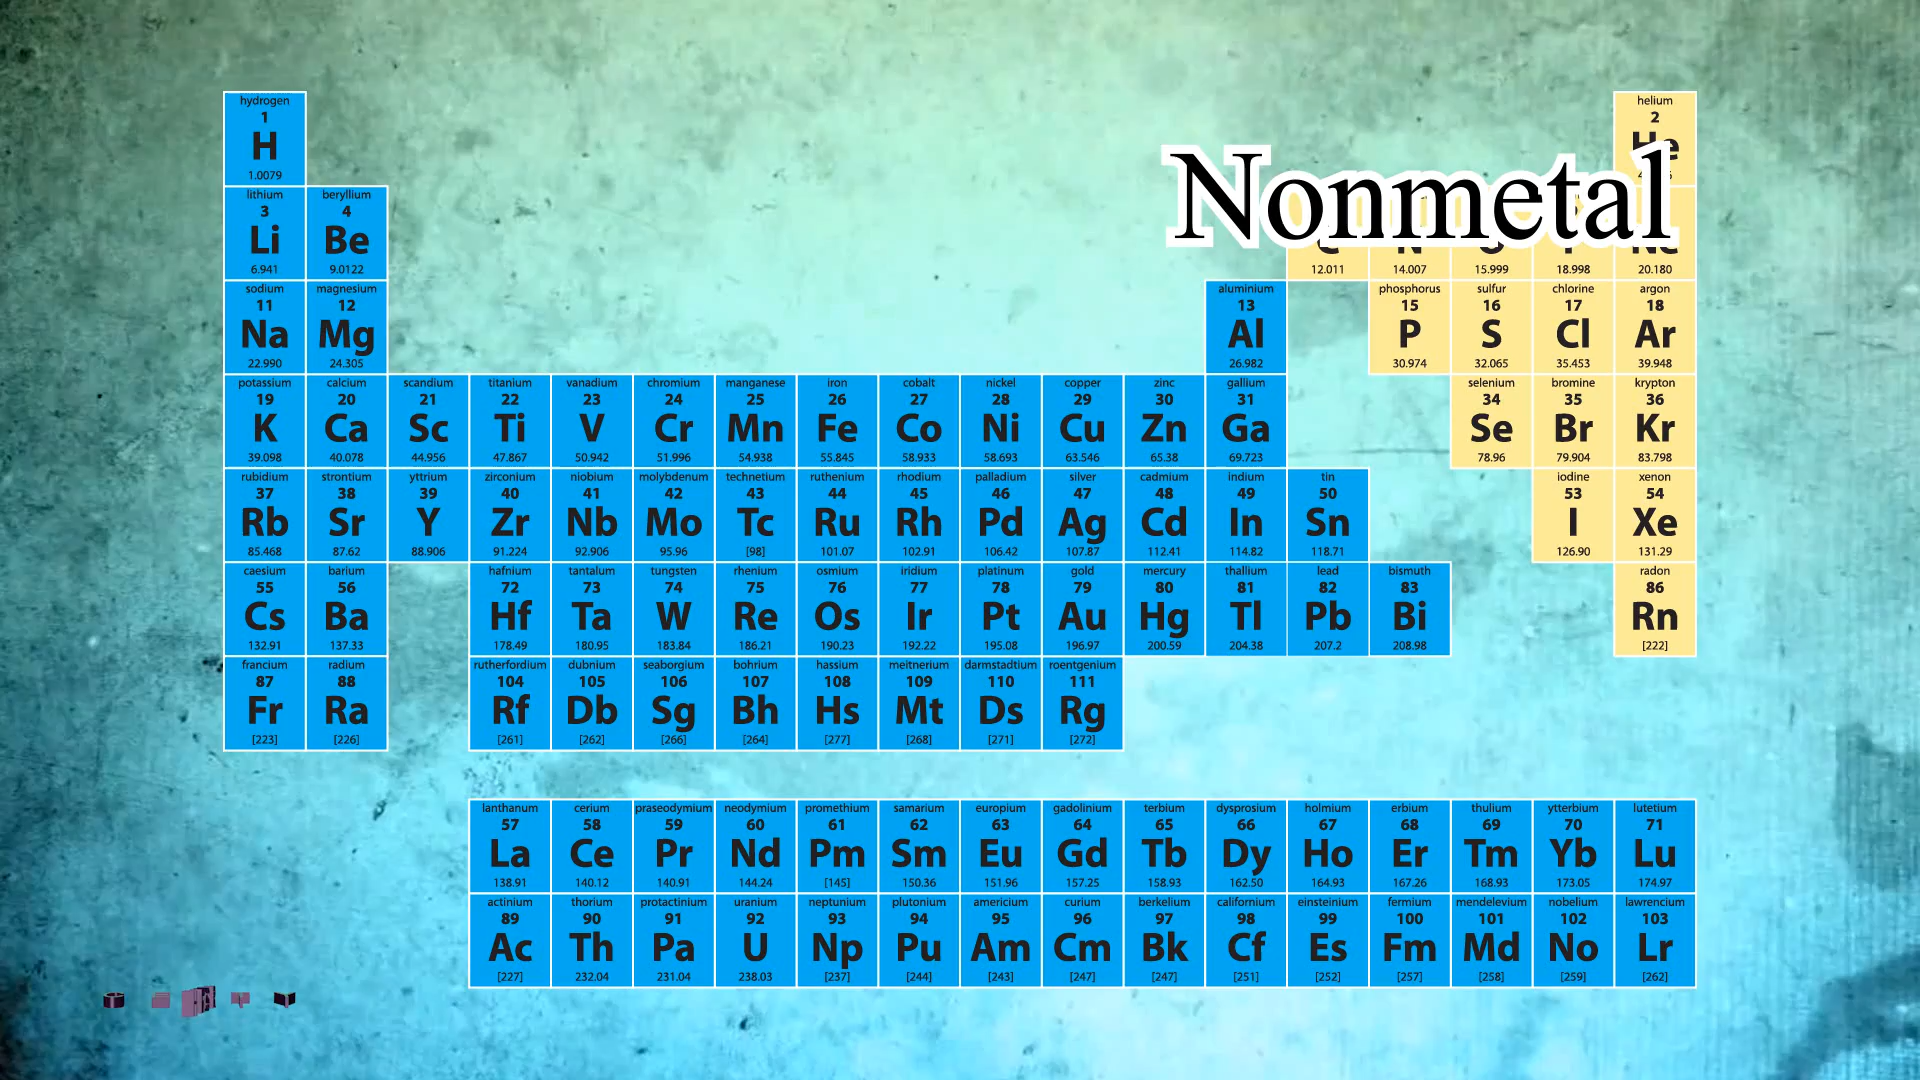 hydrogen helium
1 2
H
1.0079
Nonmetal
lithium beryllium
3 4
Li Be
6.941 9.0122 12.011 14.007 15.999 18.998 20.180
sodium magnesium aluminium phosphorus sulfur chlorine argon
11 12 13 15 16 17 18
Na Mg Al P S Cl Ar
22.990 24.305 26.982 30.974 32.065 35.453 39.948
potassium calcium scandium titanium vanadium chromium manganese iron cobalt nickel copper zinc gallium selenium bromine krypton
19 20 21 22 23 24 25 26 27 28 29 30 31 34 35 36
K Ca Sc Ti V Cr Mn Fe Co Ni Cu Zn Ga Se Br Kr
39.098 40.078 44.956 47.867 50.942 51.996 54.938 55.845 58.933 58.693 63.546 65.38 69.723 78.96 79.904 83.798
rubidium strontium yttrium zirconium niobium molybdenum technetium ruthenium rhodium palladium silver cadmium indium tin iodine xenon
37 38 39 40 41 42 43 44 45 46 47 48 49 50 53 54
Rb Sr Y Zr Nb Mo Tc Ru Rh Pd Ag Cd In Sn I Xe
85.468 87.62 88.906 91.224 92.906 95.96 [98] 101.07 102.91 106.42 107.87 112.41 114.82 118.71 126.90 131.29
caesium barium hafnium tantalum tungsten rhenium osmium iridium platinum gold mercury thallium lead bismuth radon
55 56 72 73 74 75 76 77 78 79 80 81 82 83 86
Cs Ba Hf Ta W Re Os Ir Pt Au Hg Tl Pb Bi Rn
132.91 137.33 178.49 180.95 183.84 186.21 190.23 192.22 195.08 196.97 200.59 204.38 207.2 208.98 [222]
francium radium rutherfordium dubnium seaborgium bohrium hassium meitnerium darmstadtium roentgenium
87 88 104 105 106 107 108 109 110 111
Fr Ra Rf Db Sg Bh Hs Mt Ds Rg
[223] [226] [261] [262] [266] [264] [277] [268] [271] [272]
lanthanum cerium praseodymium neodymium promethium samarium europium gadolinium terbium dysprosium holmium erbium thulium ytterbium lutetium
57 58 59 60 61 62 63 64 65 66 67 68 69 70 71
La Ce Pr Nd Pm Sm Eu Gd Tb Dy Ho Er Tm Yb Lu
138.91 140.12 140.91 144.24 [145] 150.36 151.96 157.25 158.93 162.50 164.93 167.26 168.93 173.05 174.97
actinium thorium protactinium uranium neptunium plutonium americium curium berkelium californium einsteinium fermium mendelevium nobelium lawrencium
89 90 91 92 93 94 95 96 97 98 99 100 101 102 103
Ac Th Pa U Np Pu Am Cm Bk Cf Es Fm Md No Lr
[227] 232.04 231.04 238.03 [237] [244] [243] [247] [247] [251] [252] [257] [258] [259] [262]